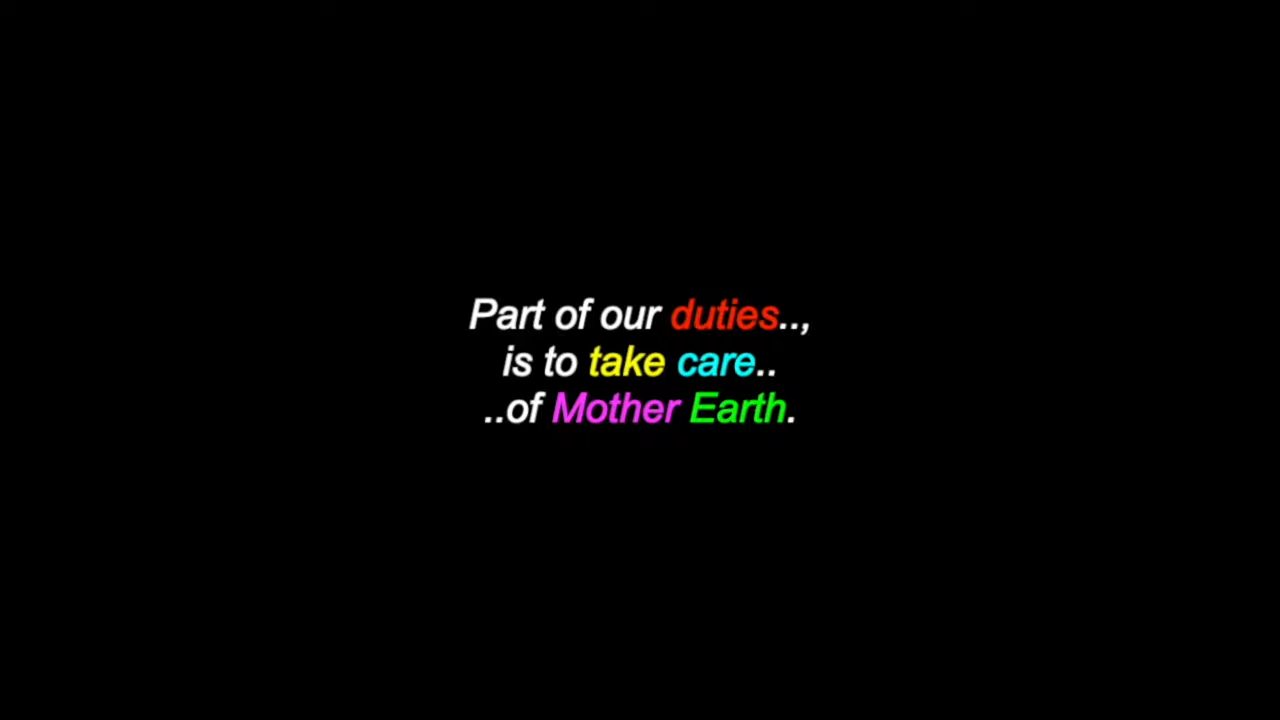 Part of our duties..,
is to take care..
..of Mother Earth.